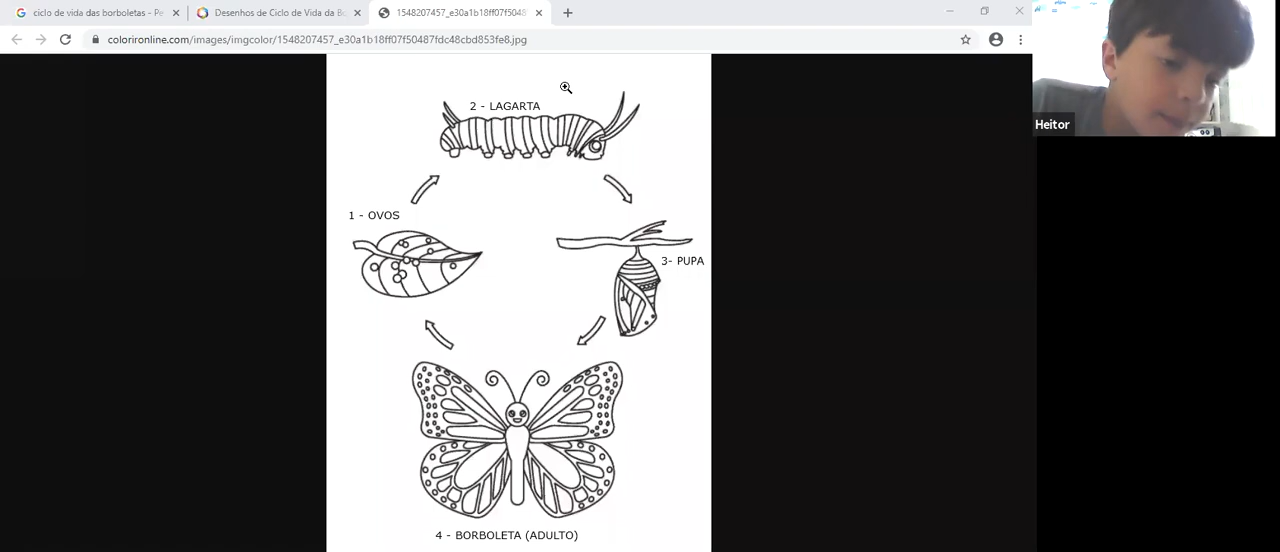 ciclo de vida das borboletas - Pe
Desenhos de Ciclo de Vida da Bo
1548207457_e30a1b18ff07f5048
colorironline.com/images/imgcolor/1548207457_e30a1b18ff07f50487fdc48cbd853fe8.jpg
Heitor
2 - LAGARTA
1 - OVOS
3- PUPA
4 - BORBOLETA (ADULTO)